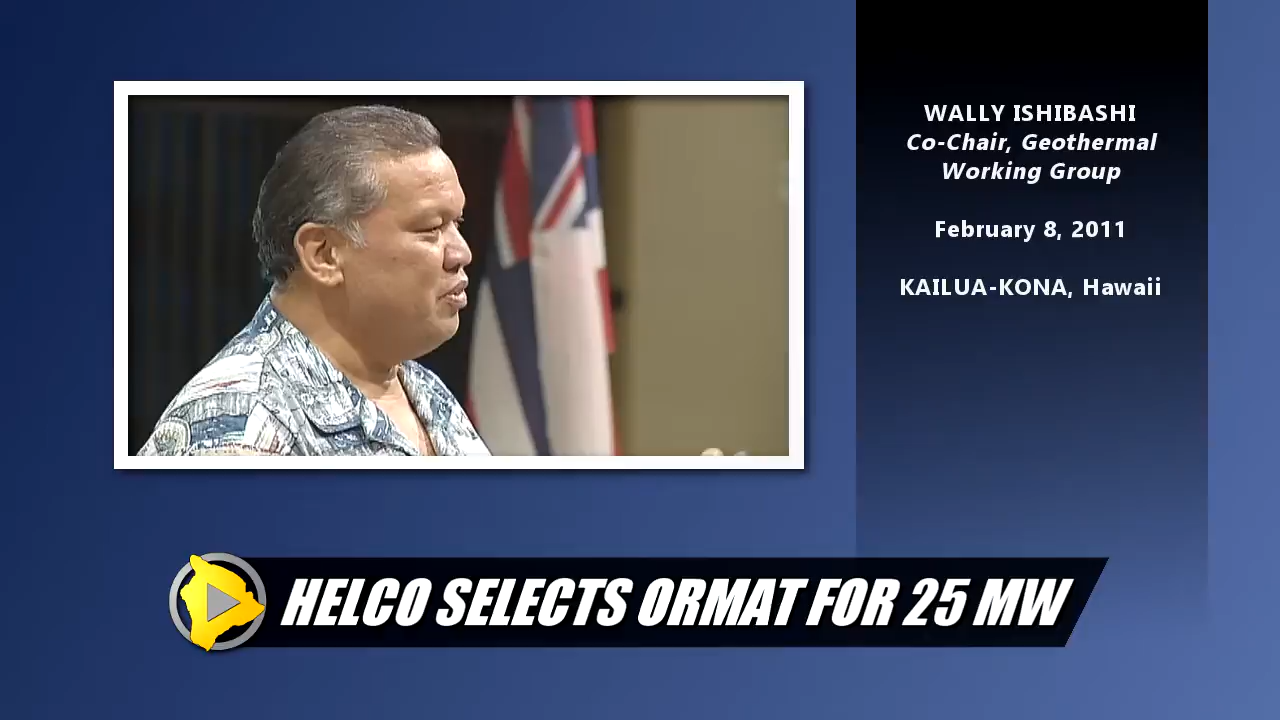 WALLY ISHIBASHI
Co-Chair, Geothermal
Working Group
February 8, 2011
KAILUA-KONA, Hawaii
HELCO SELECTS ORMAT FOR 25 MW